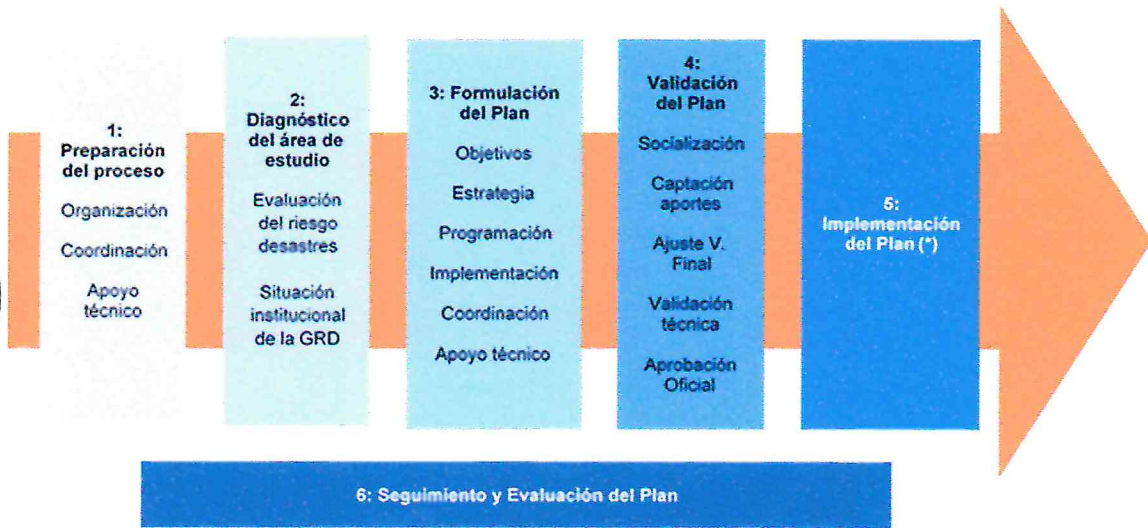 1:
Preparación
del proceso
Organización
Coordinación
Apoyo
técnico
2:
Diagnóstico
del área de
estudio
Evaluación
del riesgo
desastres
Situación
institucional
de la GRD
3: Formulación
del Plan
Objetivos
Estrategia
Programación
Implementación
Coordinación
Apoyo técnico
4:
Validación
del Plan
Socialización
Captación
aportes
Ajuste V.
Final
Validación
técnica
Aprobación
Oficial
5:
Implementación
del Plan (*)
6: Seguimiento y Evaluación del Plan